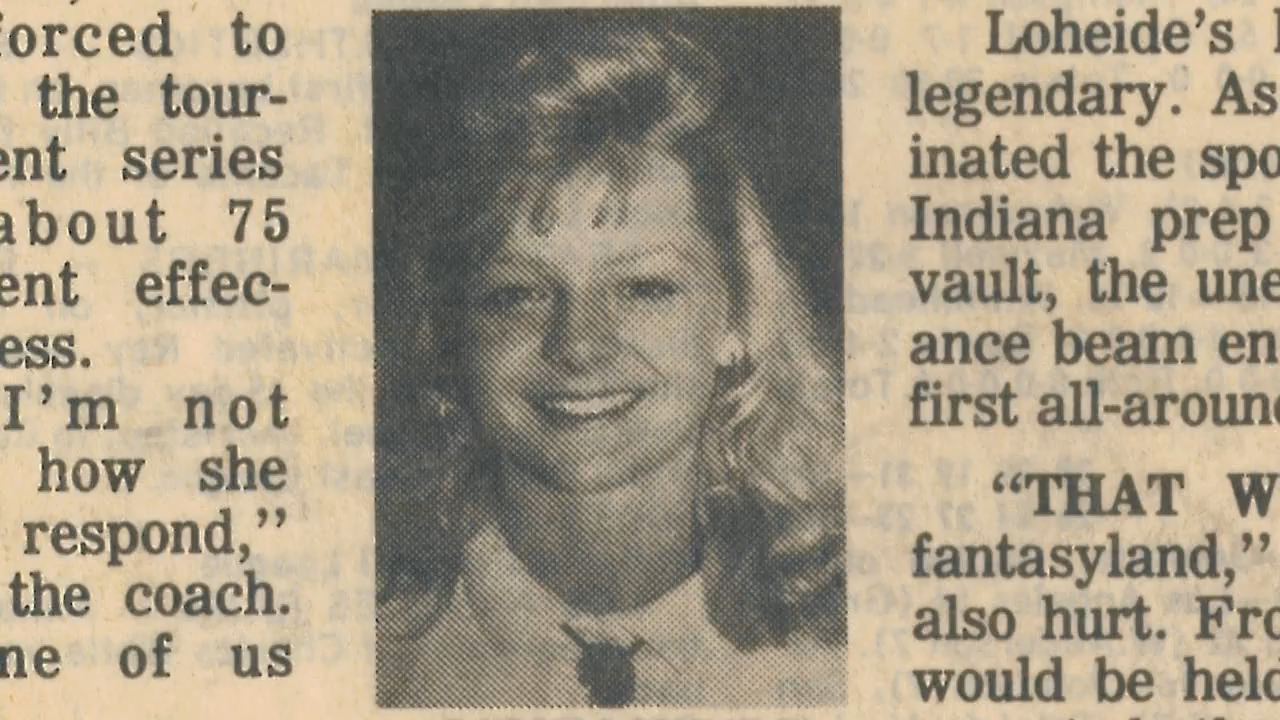 forced to
the tour-
ent series
about 75
ent effec-
ess.
I'm not
how she
respond,"
the coach.
ne of us
Loheide's
legendary. As
inated the spo
Indiana prep
vault, the une
ance beam en
first all-around
"THAT W
fantasyland,"
also hurt. Fro
would be held